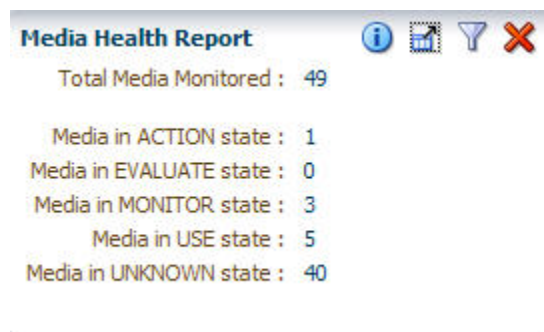 Media Health Report
Total Media Monitored : 49
Media in ACTION state : 1
Media in EVALUATE state : 0
Media in MONITOR state : 3
Media in USE state : 5
Media in UNKNOWN state : 40